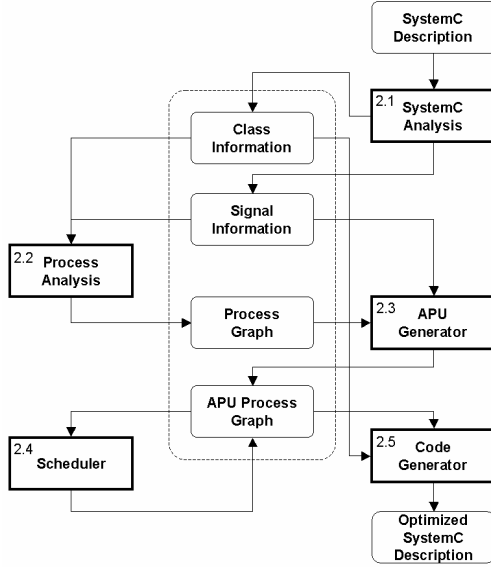 SystemC
Description
2.1
SystemC
Analysis
Class
Information
Signal
Information
2.2
Process
Analysis
Process
Graph
2.3
APU
Generator
APU Process
Graph
2.4
Scheduler
2.5
Code
Generator
Optimized
SystemC
Description